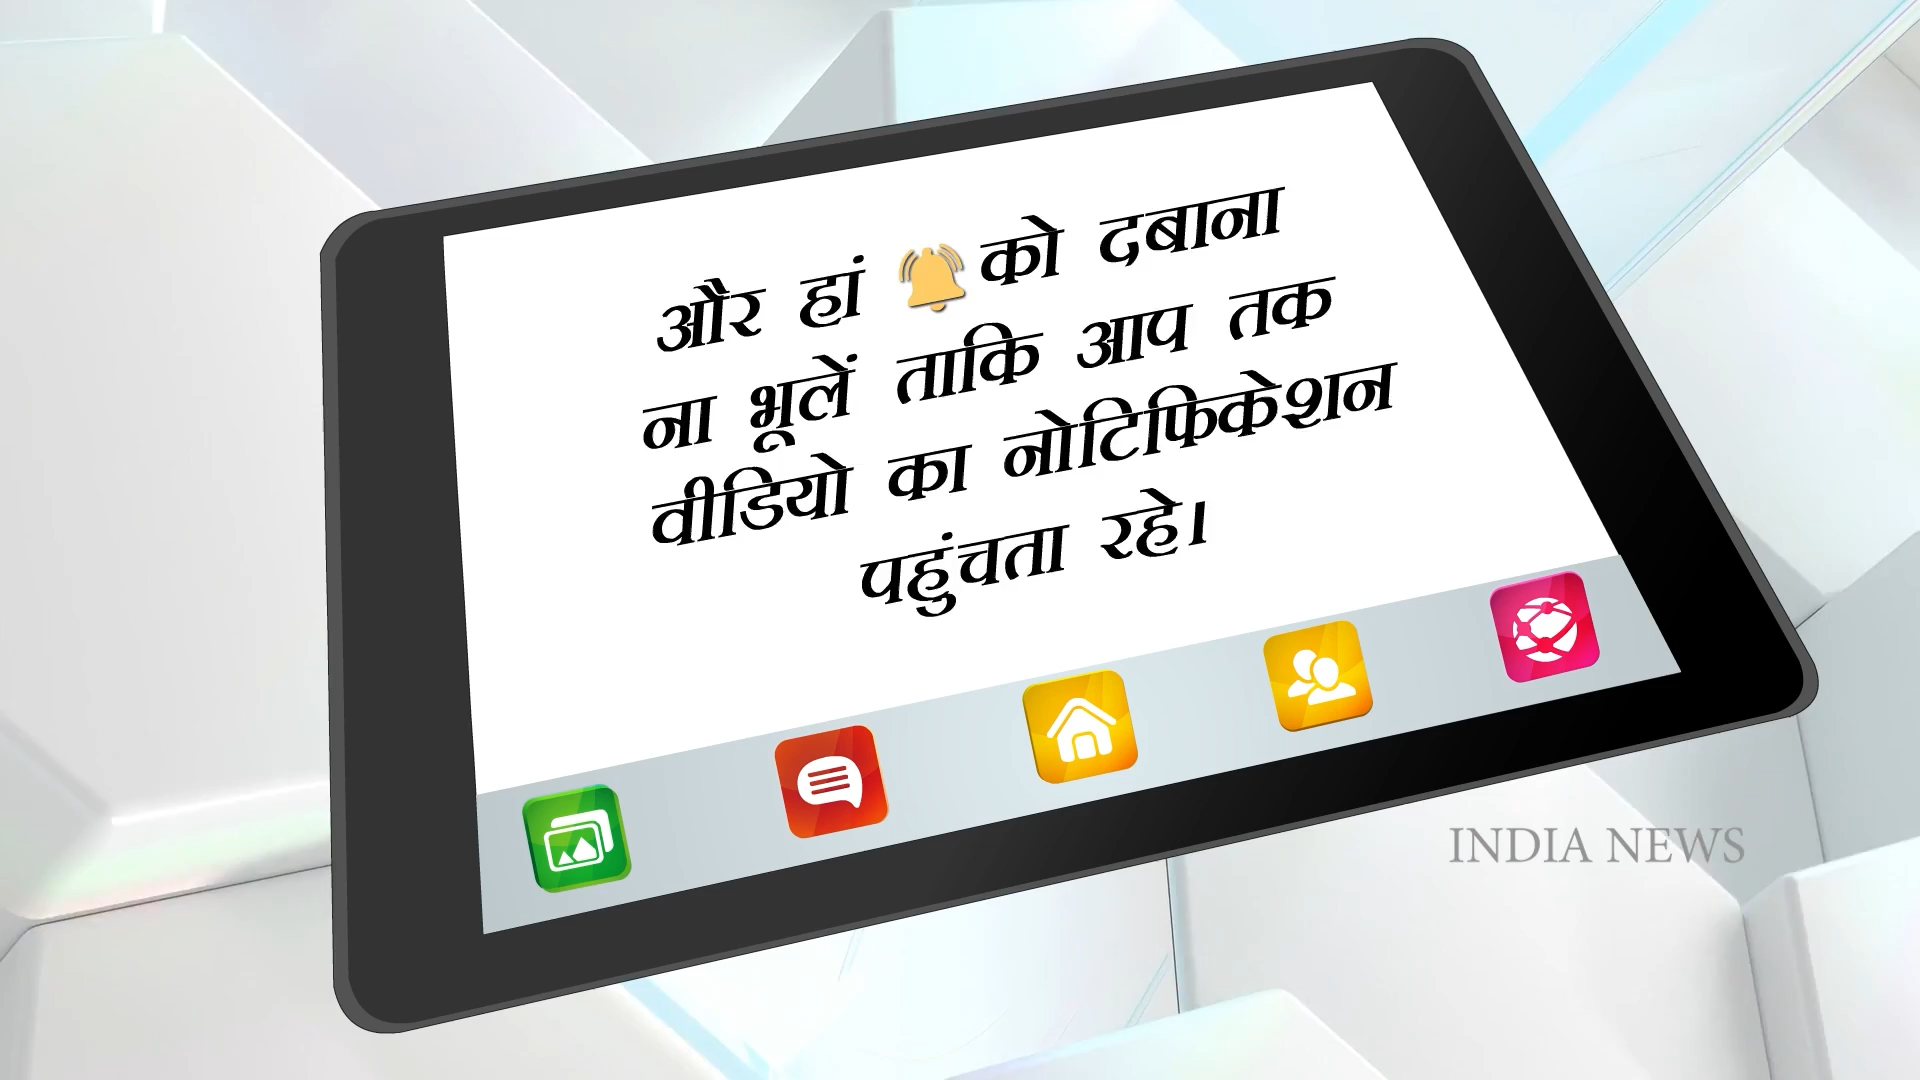 और हां 🔔 को दबाना
ना भूलें ताकि आप तक
वीडियो का नोटिफिकेशन
पहुंचता रहे।
INDIA NEWS